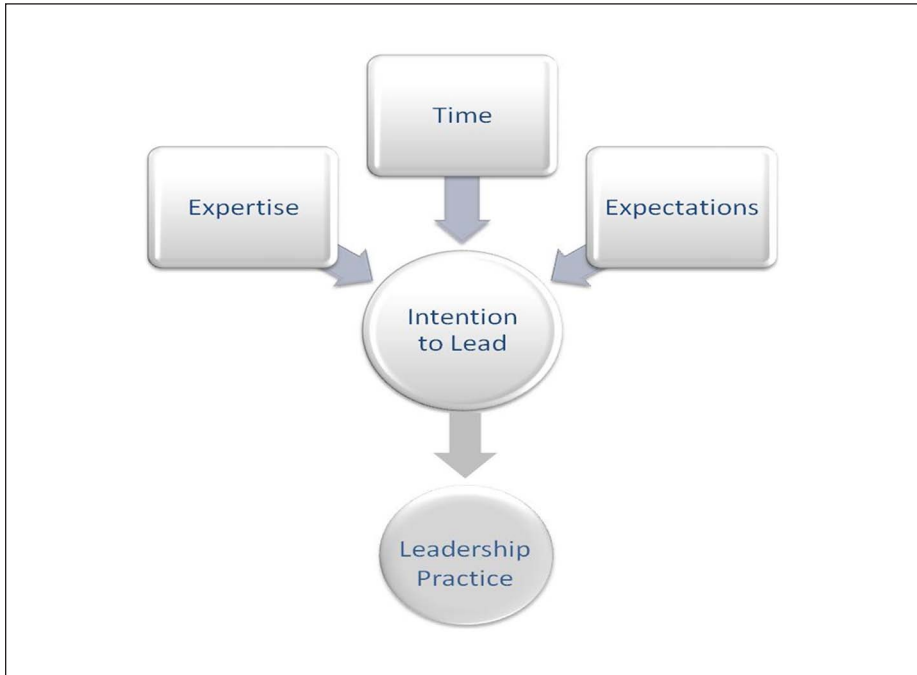 Time
Expertise
Expectations
Intention
to Lead
Leadership
Practice